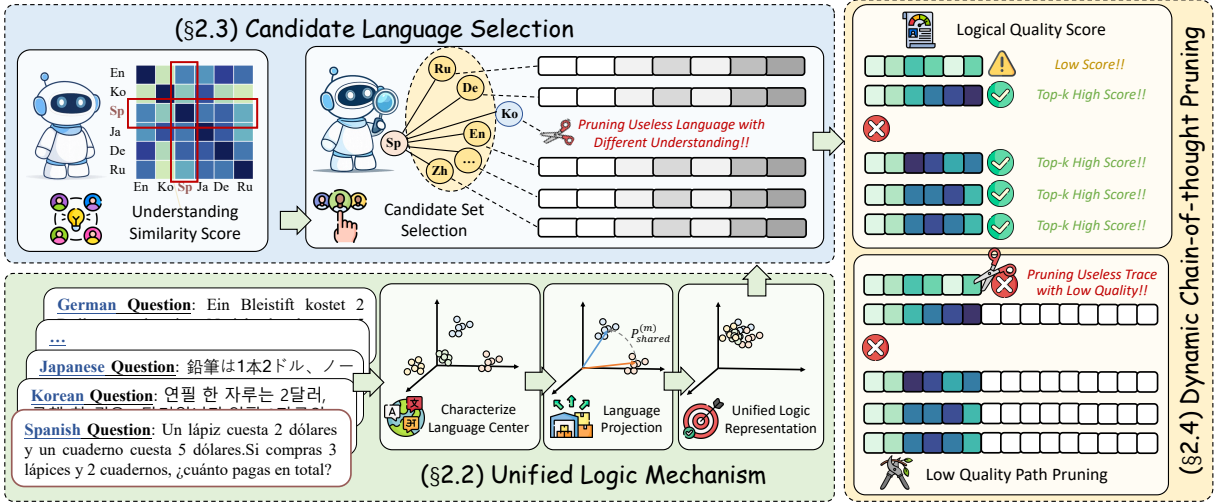 (§2.3) Candidate Language Selection
En
Ko
Sp
Ja
De
Ru
En Ko Sp Ja De Ru
Understanding
Similarity Score
Ru
De
Ko
Sp
En
...
Zh
Pruning Useless Language with
Different Understanding!!
Candidate Set
Selection
German Question: Ein Bleistift kostet 2
...
Japanese Question: 鉛筆は1本2ドル、ノー
Korean Question: 연필 한 자루는 2달러,
Spanish Question: Un lápiz cuesta 2 dólares
y un cuaderno cuesta 5 dólares.Si compras 3
lápices y 2 cuadernos, ¿cuánto pagas en total?
Characterize
Language Center
P_shared^(m)
Language
Projection
Unified Logic
Representation
(§2.2) Unified Logic Mechanism
Logical Quality Score
Low Score!!
Top-k High Score!!
Top-k High Score!!
Top-k High Score!!
Top-k High Score!!
Pruning Useless Trace
with Low Quality!!
Low Quality Path Pruning
(§2.4) Dynamic Chain-of-thought Pruning